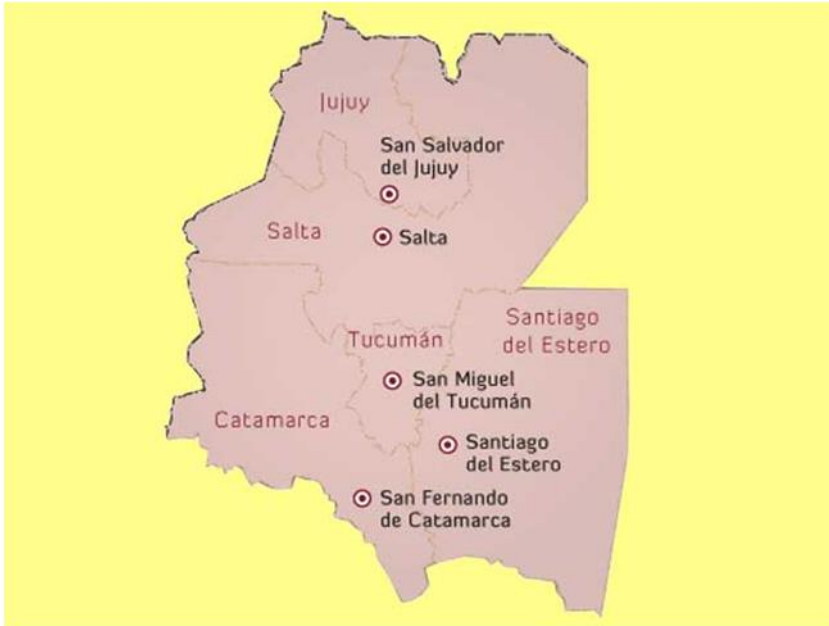 Jujuy
San Salvador
del Jujuy
Salta
Salta
Santiago
del Estero
Tucumán
San Miguel
del Tucumán
Catamarca
Santiago
del Estero
San Fernando
de Catamarca